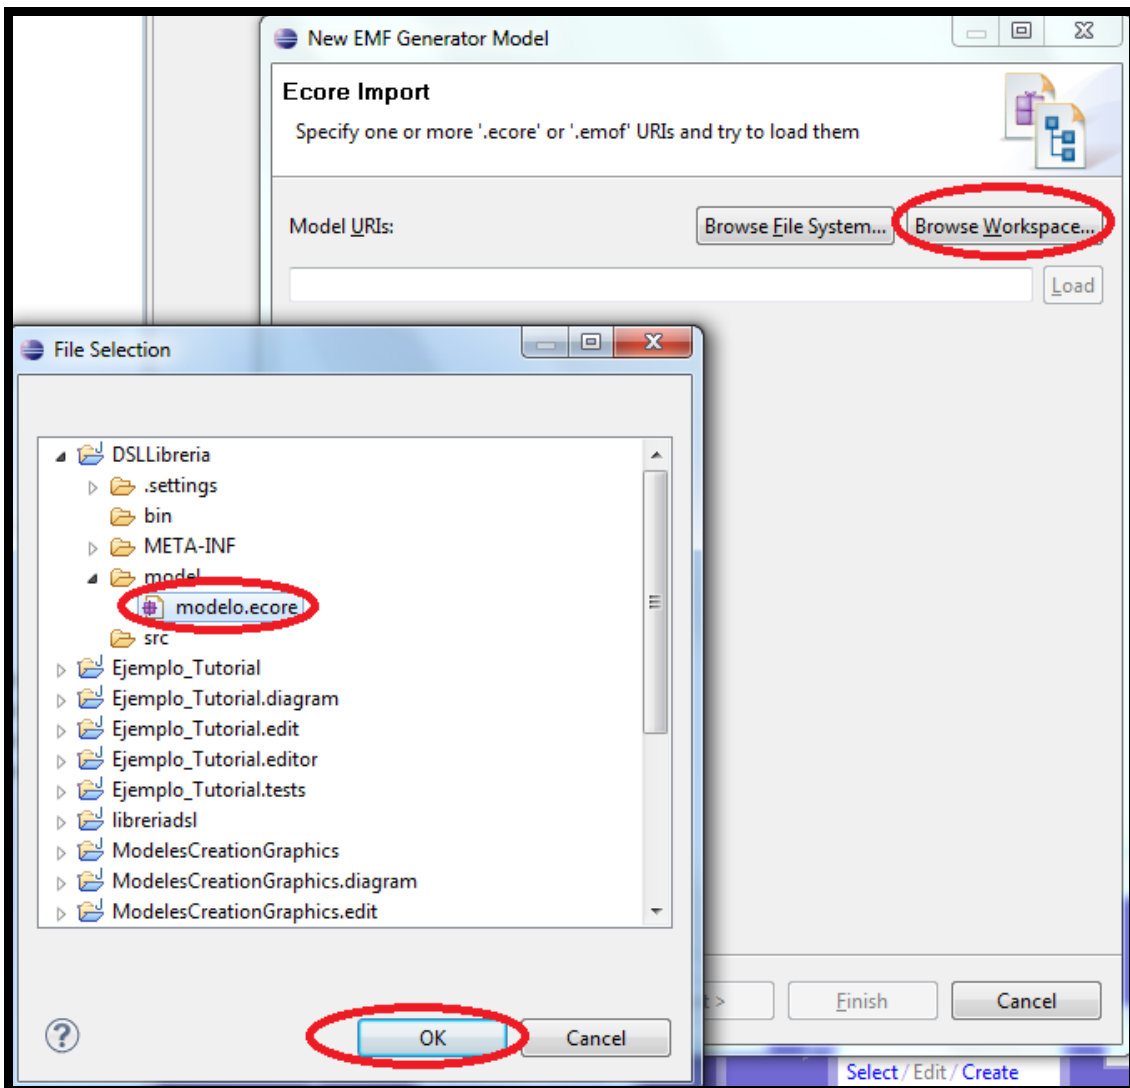 New EMF Generator Model
Ecore Import
Specify one or more '.ecore' or '.emof' URIs and try to load them
Model URIs:
Browse File System...
Browse Workspace...
Load
File Selection
DSLLibreria
.settings
bin
META-INF
model
modelo.ecore
src
Ejemplo_Tutorial
Ejemplo_Tutorial.diagram
Ejemplo_Tutorial.edit
Ejemplo_Tutorial.editor
Ejemplo_Tutorial.tests
libreriadsl
ModelesCreationGraphics
ModelesCreationGraphics.diagram
ModelesCreationGraphics.edit
OK
Cancel
>
Finish
Cancel
Select / Edit / Create